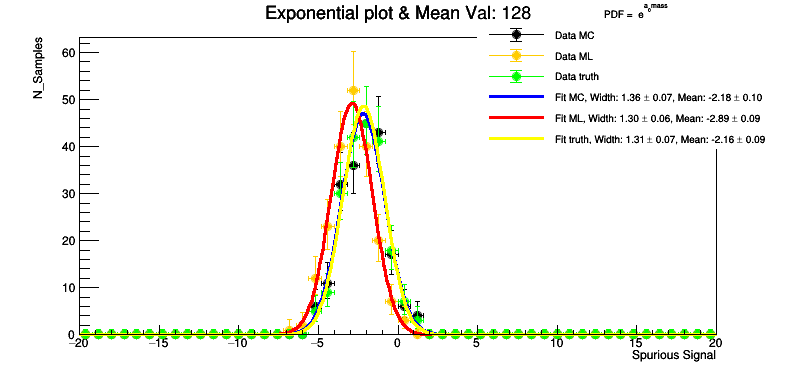 Exponential plot & Mean Val: 128
PDF = e^{a_0 mass}
Data MC
Data ML
Data truth
Fit MC, Width: 1.36 ± 0.07, Mean: -2.18 ± 0.10
Fit ML, Width: 1.30 ± 0.06, Mean: -2.89 ± 0.09
Fit truth, Width: 1.31 ± 0.07, Mean: -2.16 ± 0.09
N_Samples
60
50
40
30
20
10
0
−20 −15 −10 −5 0 5 10 15 20
Spurious Signal